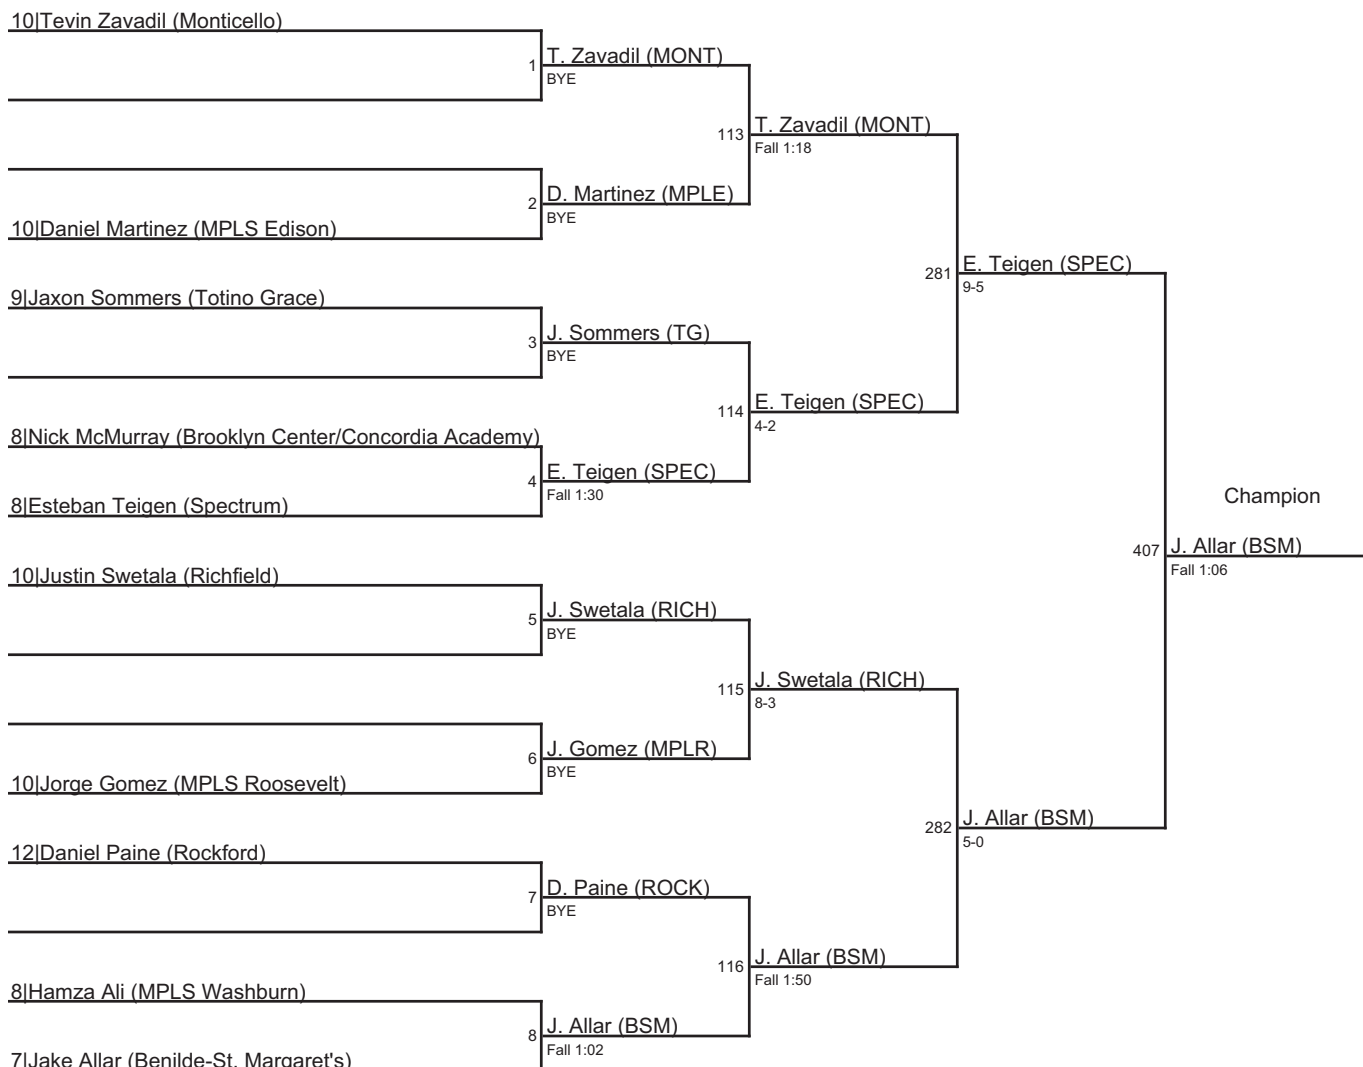 10|Tevin Zavadil (Monticello)
1
T. Zavadil (MONT)
BYE
113
T. Zavadil (MONT)
Fall 1:18
2
D. Martinez (MPLE)
BYE
10|Daniel Martinez (MPLS Edison)
281
E. Teigen (SPEC)
9-5
9|Jaxon Sommers (Totino Grace)
3
J. Sommers (TG)
BYE
114
E. Teigen (SPEC)
4-2
8|Nick McMurray (Brooklyn Center/Concordia Academy)
4
E. Teigen (SPEC)
Fall 1:30
8|Esteban Teigen (Spectrum)
Champion
407
J. Allar (BSM)
Fall 1:06
10|Justin Swetala (Richfield)
5
J. Swetala (RICH)
BYE
115
J. Swetala (RICH)
8-3
6
J. Gomez (MPLR)
BYE
10|Jorge Gomez (MPLS Roosevelt)
282
J. Allar (BSM)
5-0
12|Daniel Paine (Rockford)
7
D. Paine (ROCK)
BYE
116
J. Allar (BSM)
Fall 1:50
8|Hamza Ali (MPLS Washburn)
8
J. Allar (BSM)
Fall 1:02
7|Jake Allar (Benilde-St. Margaret's)